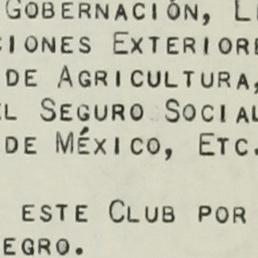 GOBERNACIÓN, L
CIONES EXTERIORE
DE AGRICULTURA,
L SEGURO SOCIAL
DE MÉXICO, ETC.
ESTE CLUB POR
EGRO.